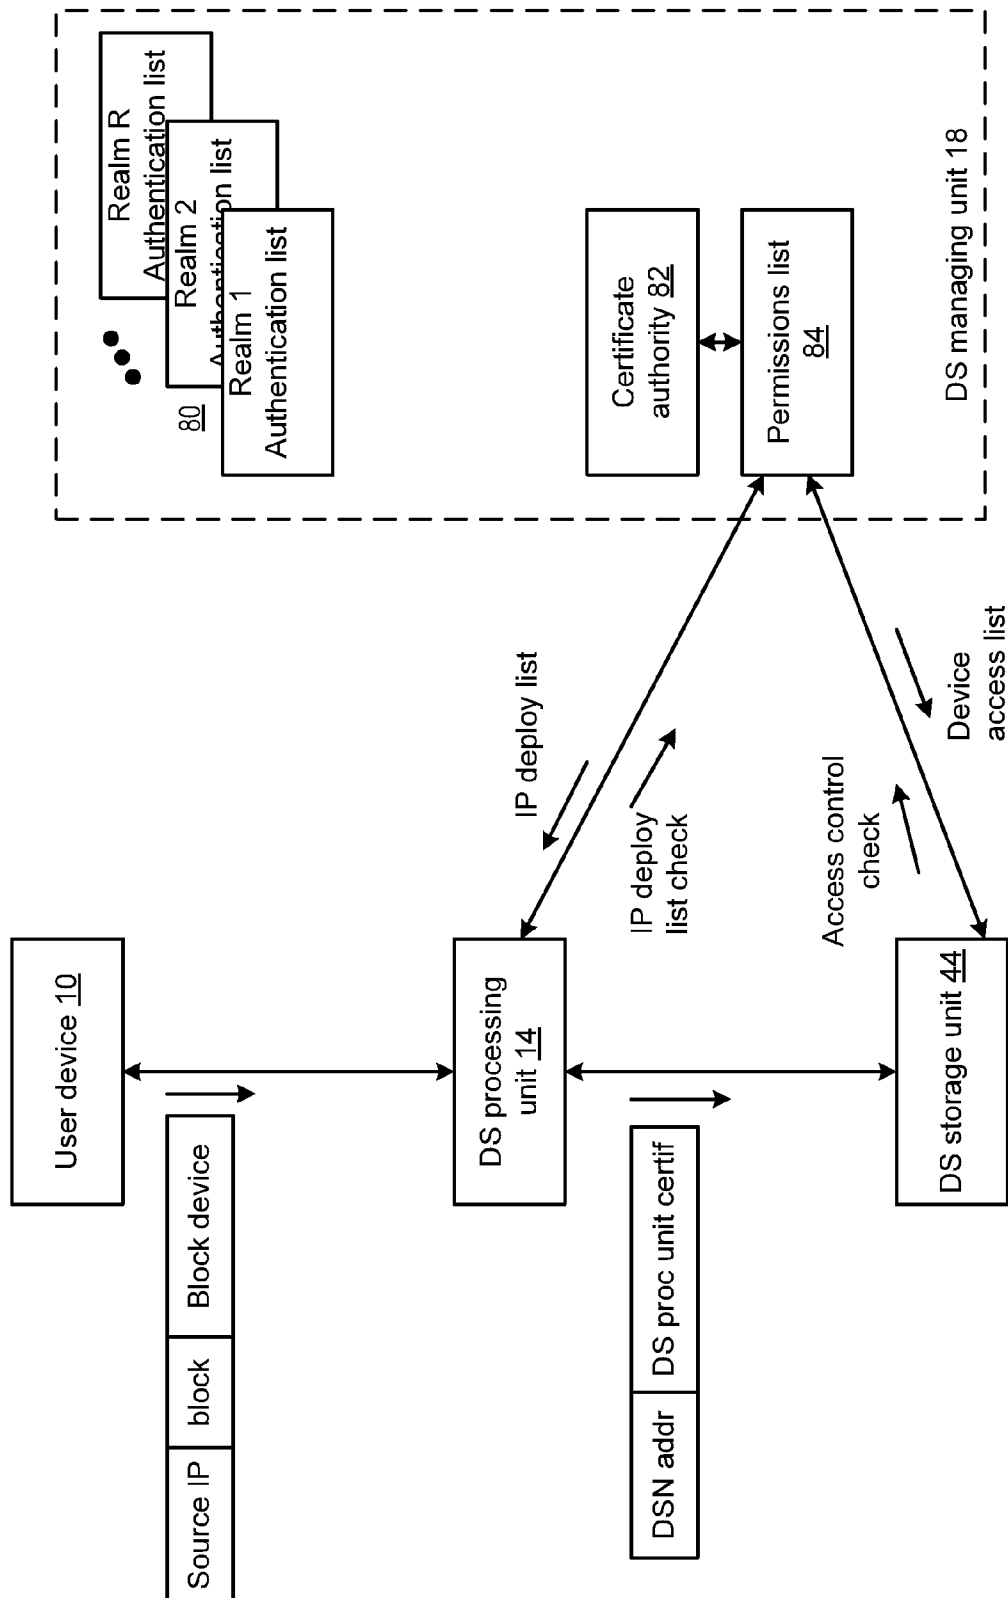 User device 10
Source IP
block
Block device
DS processing
unit 14
DSN addr
DS proc unit certif
DS storage unit 44
IP deploy list
IP deploy
list check
Access control
check
Device
access list
Realm R
Authentication list
Realm 2
Authentication list
Realm 1
Authentication list
80
Certificate
authority 82
Permissions list
84
DS managing unit 18